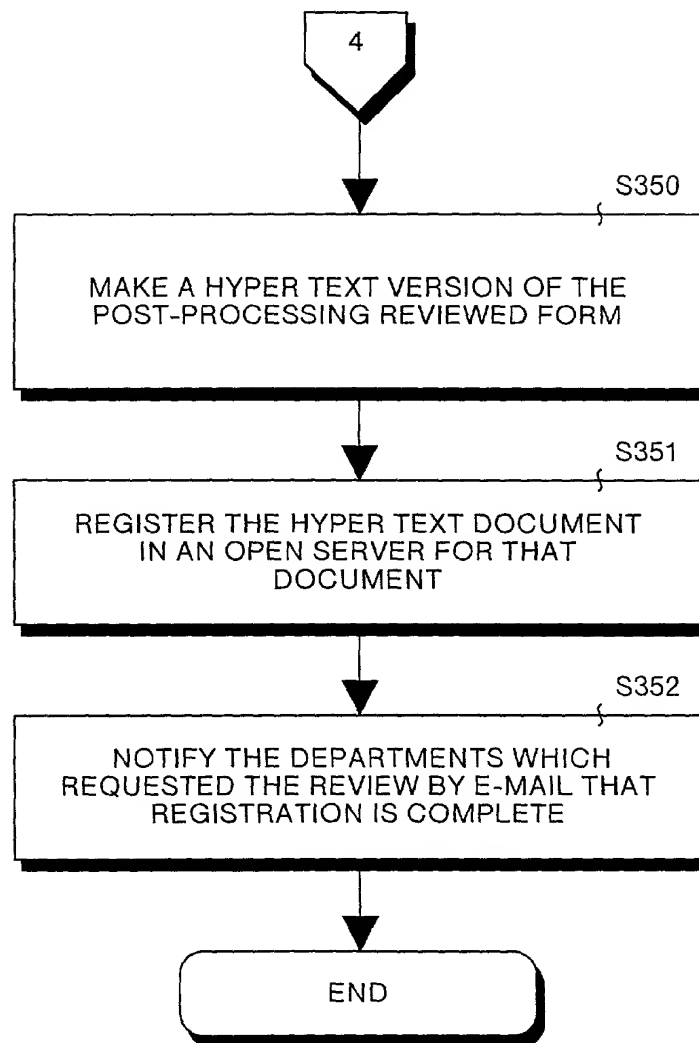 4
S350
MAKE A HYPER TEXT VERSION OF THE
POST-PROCESSING REVIEWED FORM
S351
REGISTER THE HYPER TEXT DOCUMENT
IN AN OPEN SERVER FOR THAT
DOCUMENT
S352
NOTIFY THE DEPARTMENTS WHICH
REQUESTED THE REVIEW BY E-MAIL THAT
REGISTRATION IS COMPLETE
END